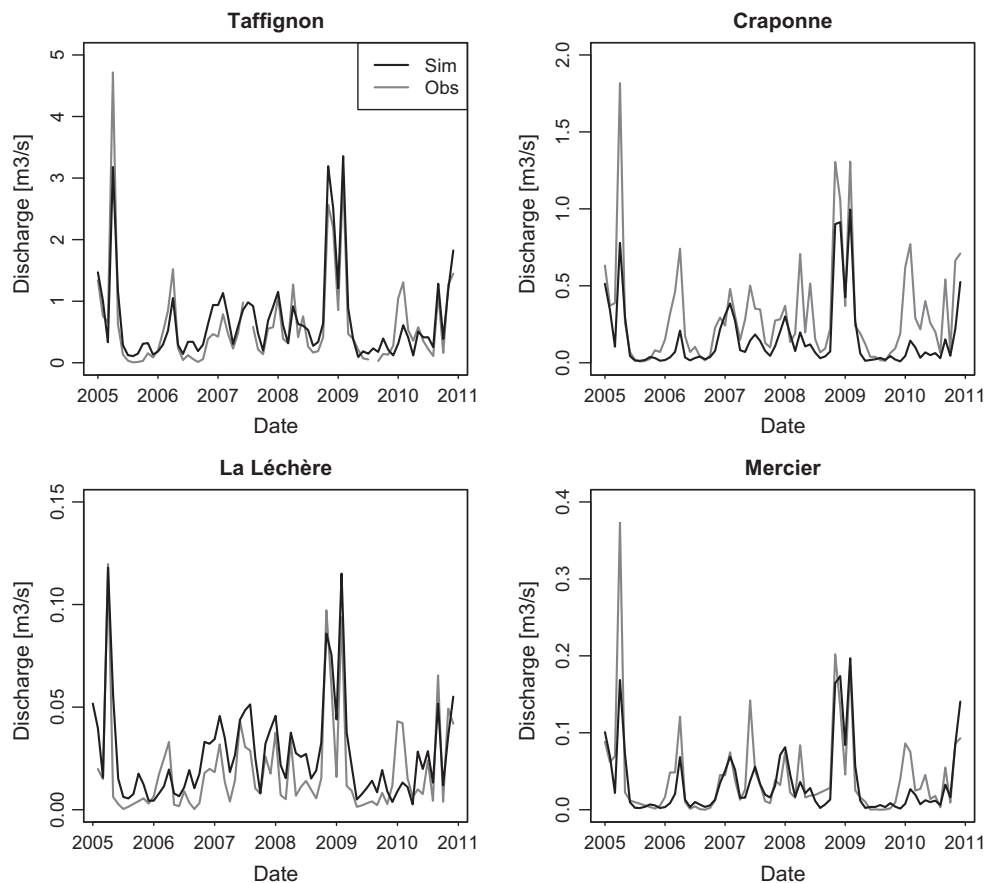 Taffignon
Craponne
Sim
Obs
Discharge [m3/s]
0
1
2
3
4
5
2005 2006 2007 2008 2009 2010 2011
Date
Discharge [m3/s]
0.0
0.5
1.0
1.5
2.0
2005 2006 2007 2008 2009 2010 2011
Date
La Léchère
Mercier
Discharge [m3/s]
0.00
0.05
0.10
0.15
2005 2006 2007 2008 2009 2010 2011
Date
Discharge [m3/s]
0.0
0.1
0.2
0.3
0.4
2005 2006 2007 2008 2009 2010 2011
Date